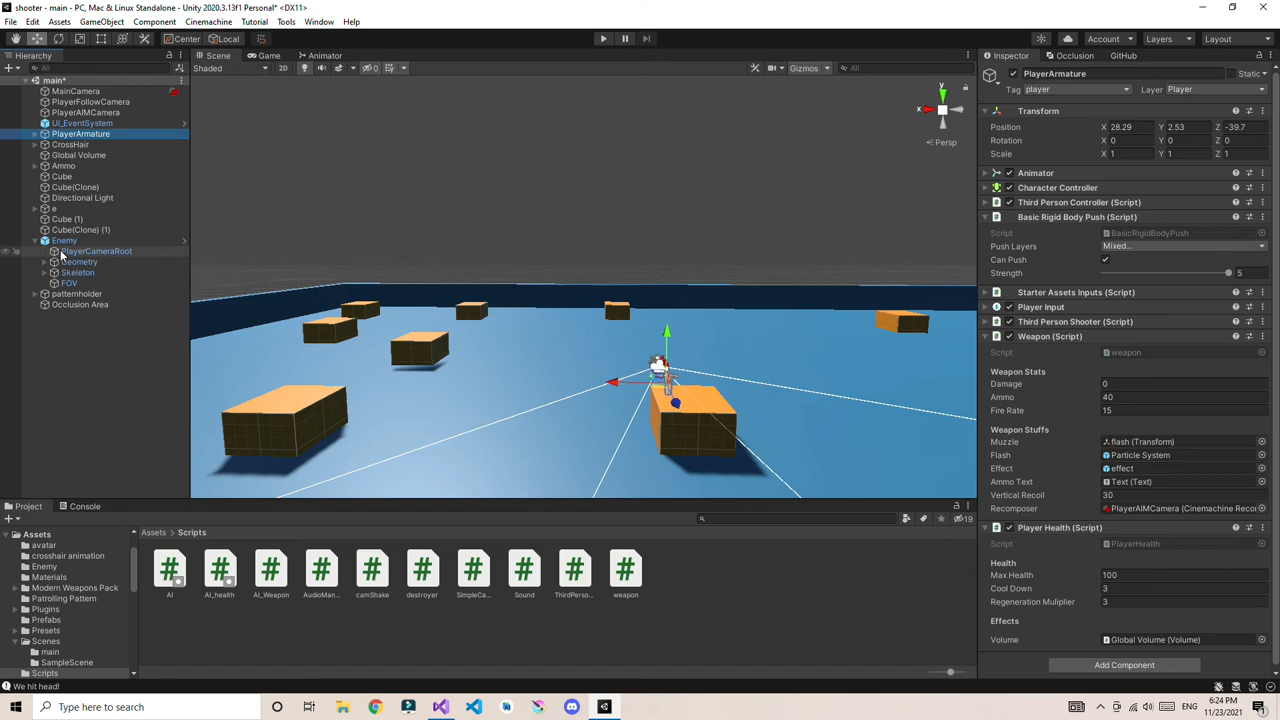 shooter - main - PC, Mac & Linux Standalone - Unity 2020.3.13f1 Personal* <DX11>
File Edit Assets GameObject Component Cinemachine Tutorial Tools Window Help
Center Local Account Layers Layout
Hierarchy Scene Game Animator Inspector Occlusion GitHub
All Shaded 2D 0 Gizmos All PlayerArmature Static
main*
MainCamera Tag player Layer Player
PlayerFollowCamera
PlayerAIMCamera Transform
UI_EventSystem Position X 28.29 Y 2.53 Z -39.7
PlayerArmature Rotation X 0 Y 0 Z 0
CrossHair Scale X 1 Y 1 Z 1
Global Volume
Ammo Animator
Cube Character Controller
Cube(Clone) Third Person Controller (Script)
Directional Light Basic Rigid Body Push (Script)
e Script BasicRigidBodyPush
Cube (1) Push Layers Mixed...
Cube(Clone) (1) Can Push
Enemy Strength 5
PlayerCameraRoot Starter Assets Inputs (Script)
Geometry Player Input
Skeleton Third Person Shooter (Script)
FOV Weapon (Script)
patternholder Script weapon
Occlusion Area
y
x
Persp
Weapon Stats
Damage 0
Ammo 40
Fire Rate 15
Weapon Stuffs
Muzzle flash (Transform)
Flash Particle System
Effect effect
Ammo Text Text (Text)
Vertical Recoil 30
Recomposer PlayerAIMCamera (Cinemachine Recor
Player Health (Script)
Script PlayerHealth
Health
Max Health 100
Cool Down 3
Regeneration Muliplier 3
Effects
Volume Global Volume (Volume)
Add Component
Project Console
19
Assets Assets > Scripts
avatar
crosshair animation
Enemy
Materials
Modern Weapons Pack
Patrolling Pattern
Plugins
Prefabs
Presets
Scenes
main
SampleScene
Scripts
AI AI_health AI_Weapon AudioMan... camShake destroyer SimpleCa... Sound ThirdPerso... weapon
We hit head!
Type here to search
ENG 6:24 PM
11/23/2021
1